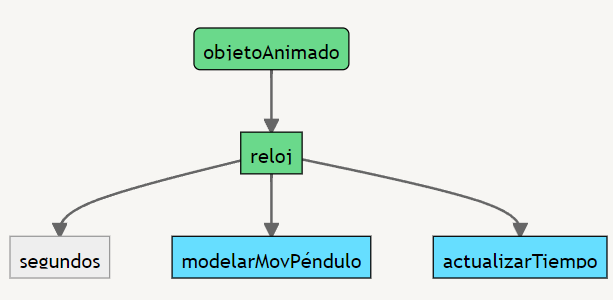 objetoAnimado
reloj
segundos
modelarMovPéndulo
actualizarTiempo